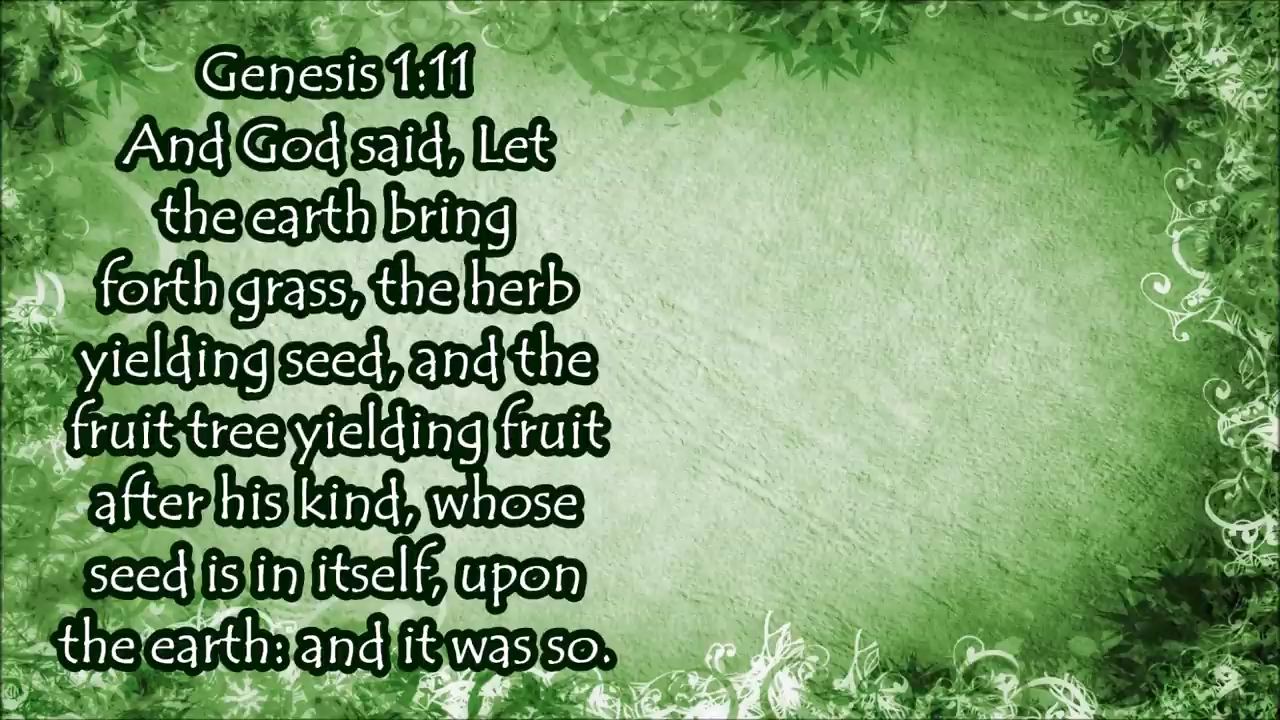 Genesis 1:11
And God said, Let
the earth bring
forth grass, the herb
yielding seed, and the
fruit tree yielding fruit
after his kind, whose
seed is in itself, upon
the earth: and it was so.